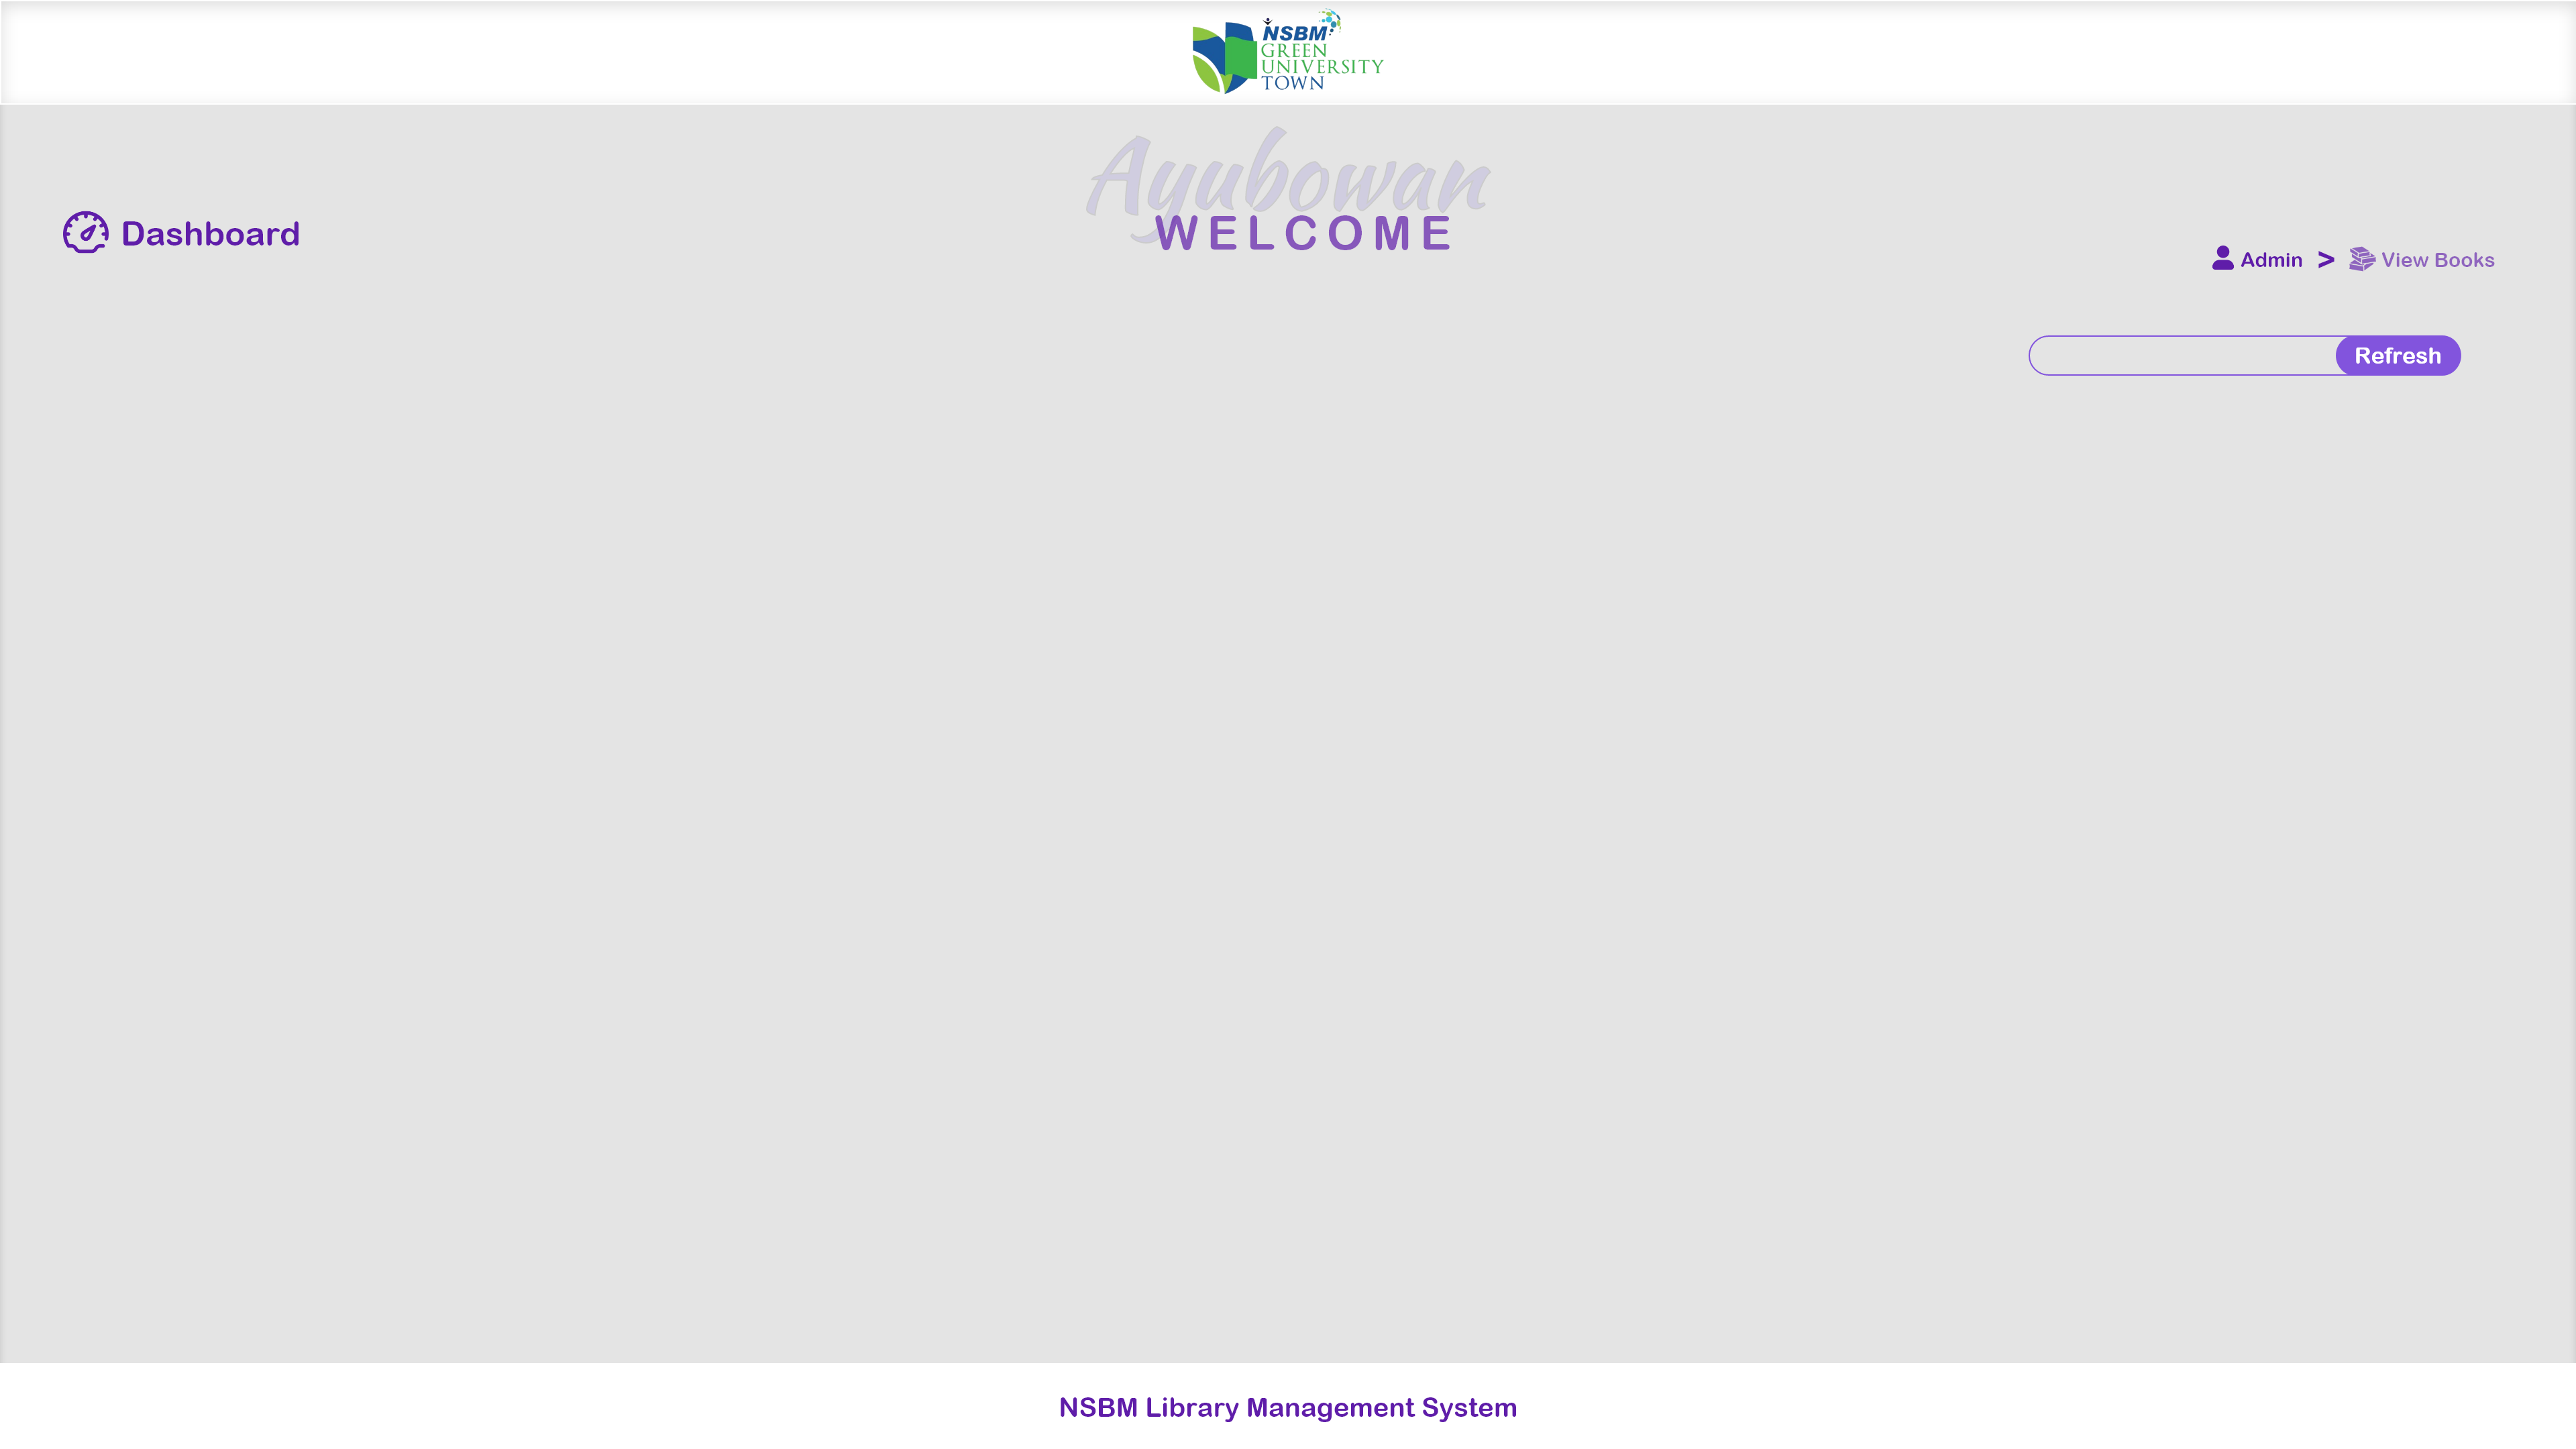 NSBM
GREEN
UNIVERSITY
TOWN
Ayubowan
WELCOME
Dashboard
Admin > View Books
Refresh
NSBM Library Management System